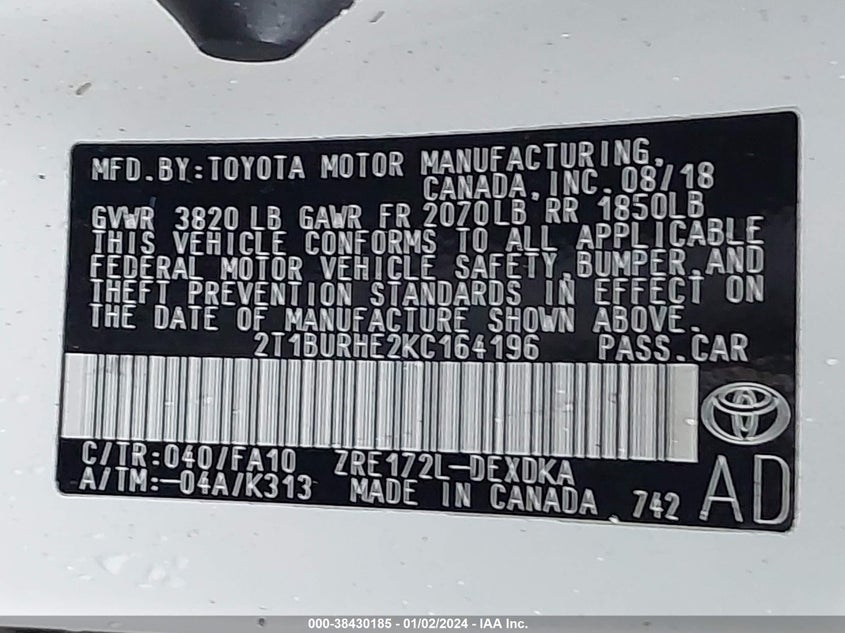 MFD.BY:TOYOTA MOTOR MANUFACTURING,
CANADA, INC. 08/18
GVWR 3820 LB GAWR FR 2070LB RR 1850LB
THIS VEHICLE CONFORMS TO ALL APPLICABLE
FEDERAL MOTOR VEHICLE SAFETY, BUMPER, AND
THEFT PREVENTION STANDARDS IN EFFECT ON
THE DATE OF MANUFACTURE SHOWN ABOVE.
2T1BURHE2KC164196 PASS.CAR
C/TR:040/FA10 ZRE172L-DEXDKA
A/TM:-04A/K313 MADE IN CANADA 742 AD
000-38430185 - 01/02/2024 - IAA Inc.